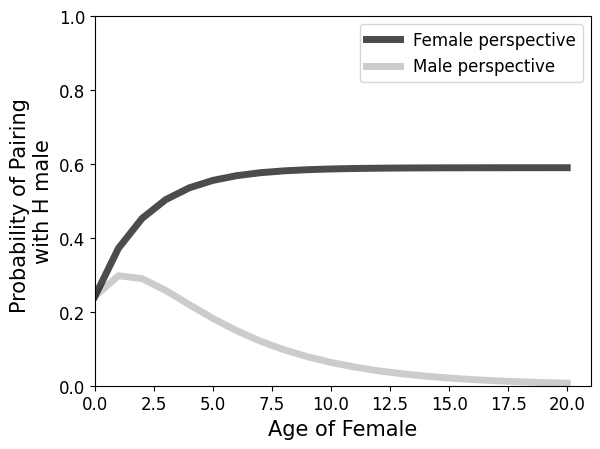 1.0
0.8
0.6
0.4
0.2
0.0
Probability of Pairing
with H male
Female perspective
Male perspective
0.0 2.5 5.0 7.5 10.0 12.5 15.0 17.5 20.0
Age of Female